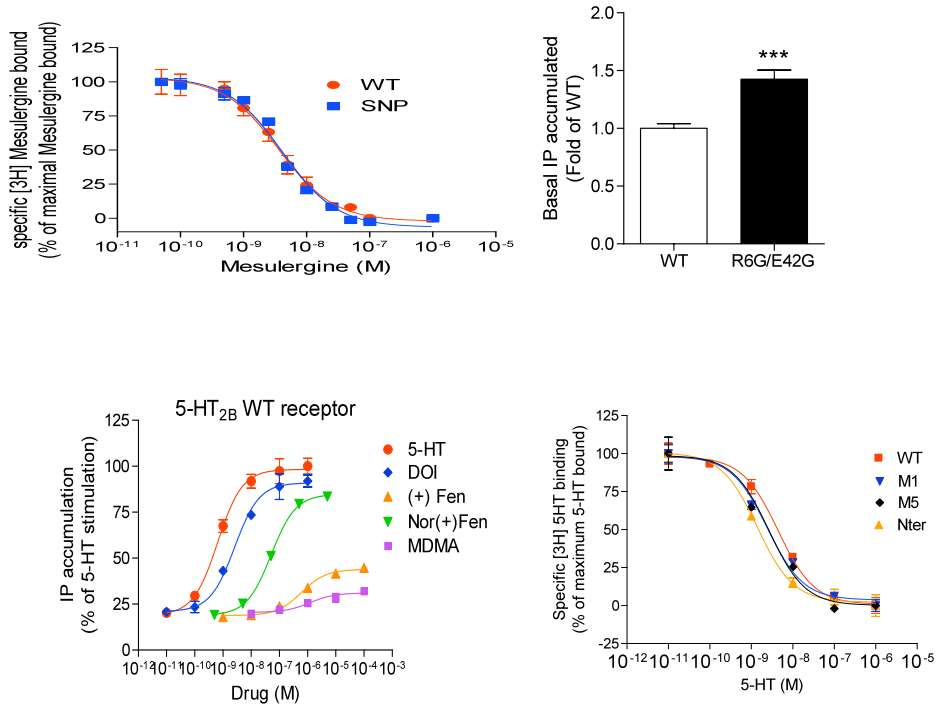 specific [3H] Mesulergine bound
(% of maximal Mesulergine bound)
125
100
75
50
25
0
WT
SNP
10-11
10-10
10-9
10-8
10-7
10-6
10-5
Mesulergine (M)
Basal IP accumulated
(Fold of WT)
2.0
1.5
1.0
0.5
0.0
***
WT
R6G/E42G
5-HT2B WT receptor
IP accumulation
(% of 5-HT stimulation)
125
100
75
50
25
0
5-HT
DOI
(+) Fen
Nor(+)Fen
MDMA
10-12
10-11
10-10
10-9
10-8
10-7
10-6
10-5
10-4
10-3
Drug (M)
Specific [3H] 5HT binding
(% of maximum 5-HT bound)
125
100
75
50
25
0
-25
WT
M1
M5
Nter
10-12
10-11
10-10
10-9
10-8
10-7
10-6
10-5
5-HT (M)